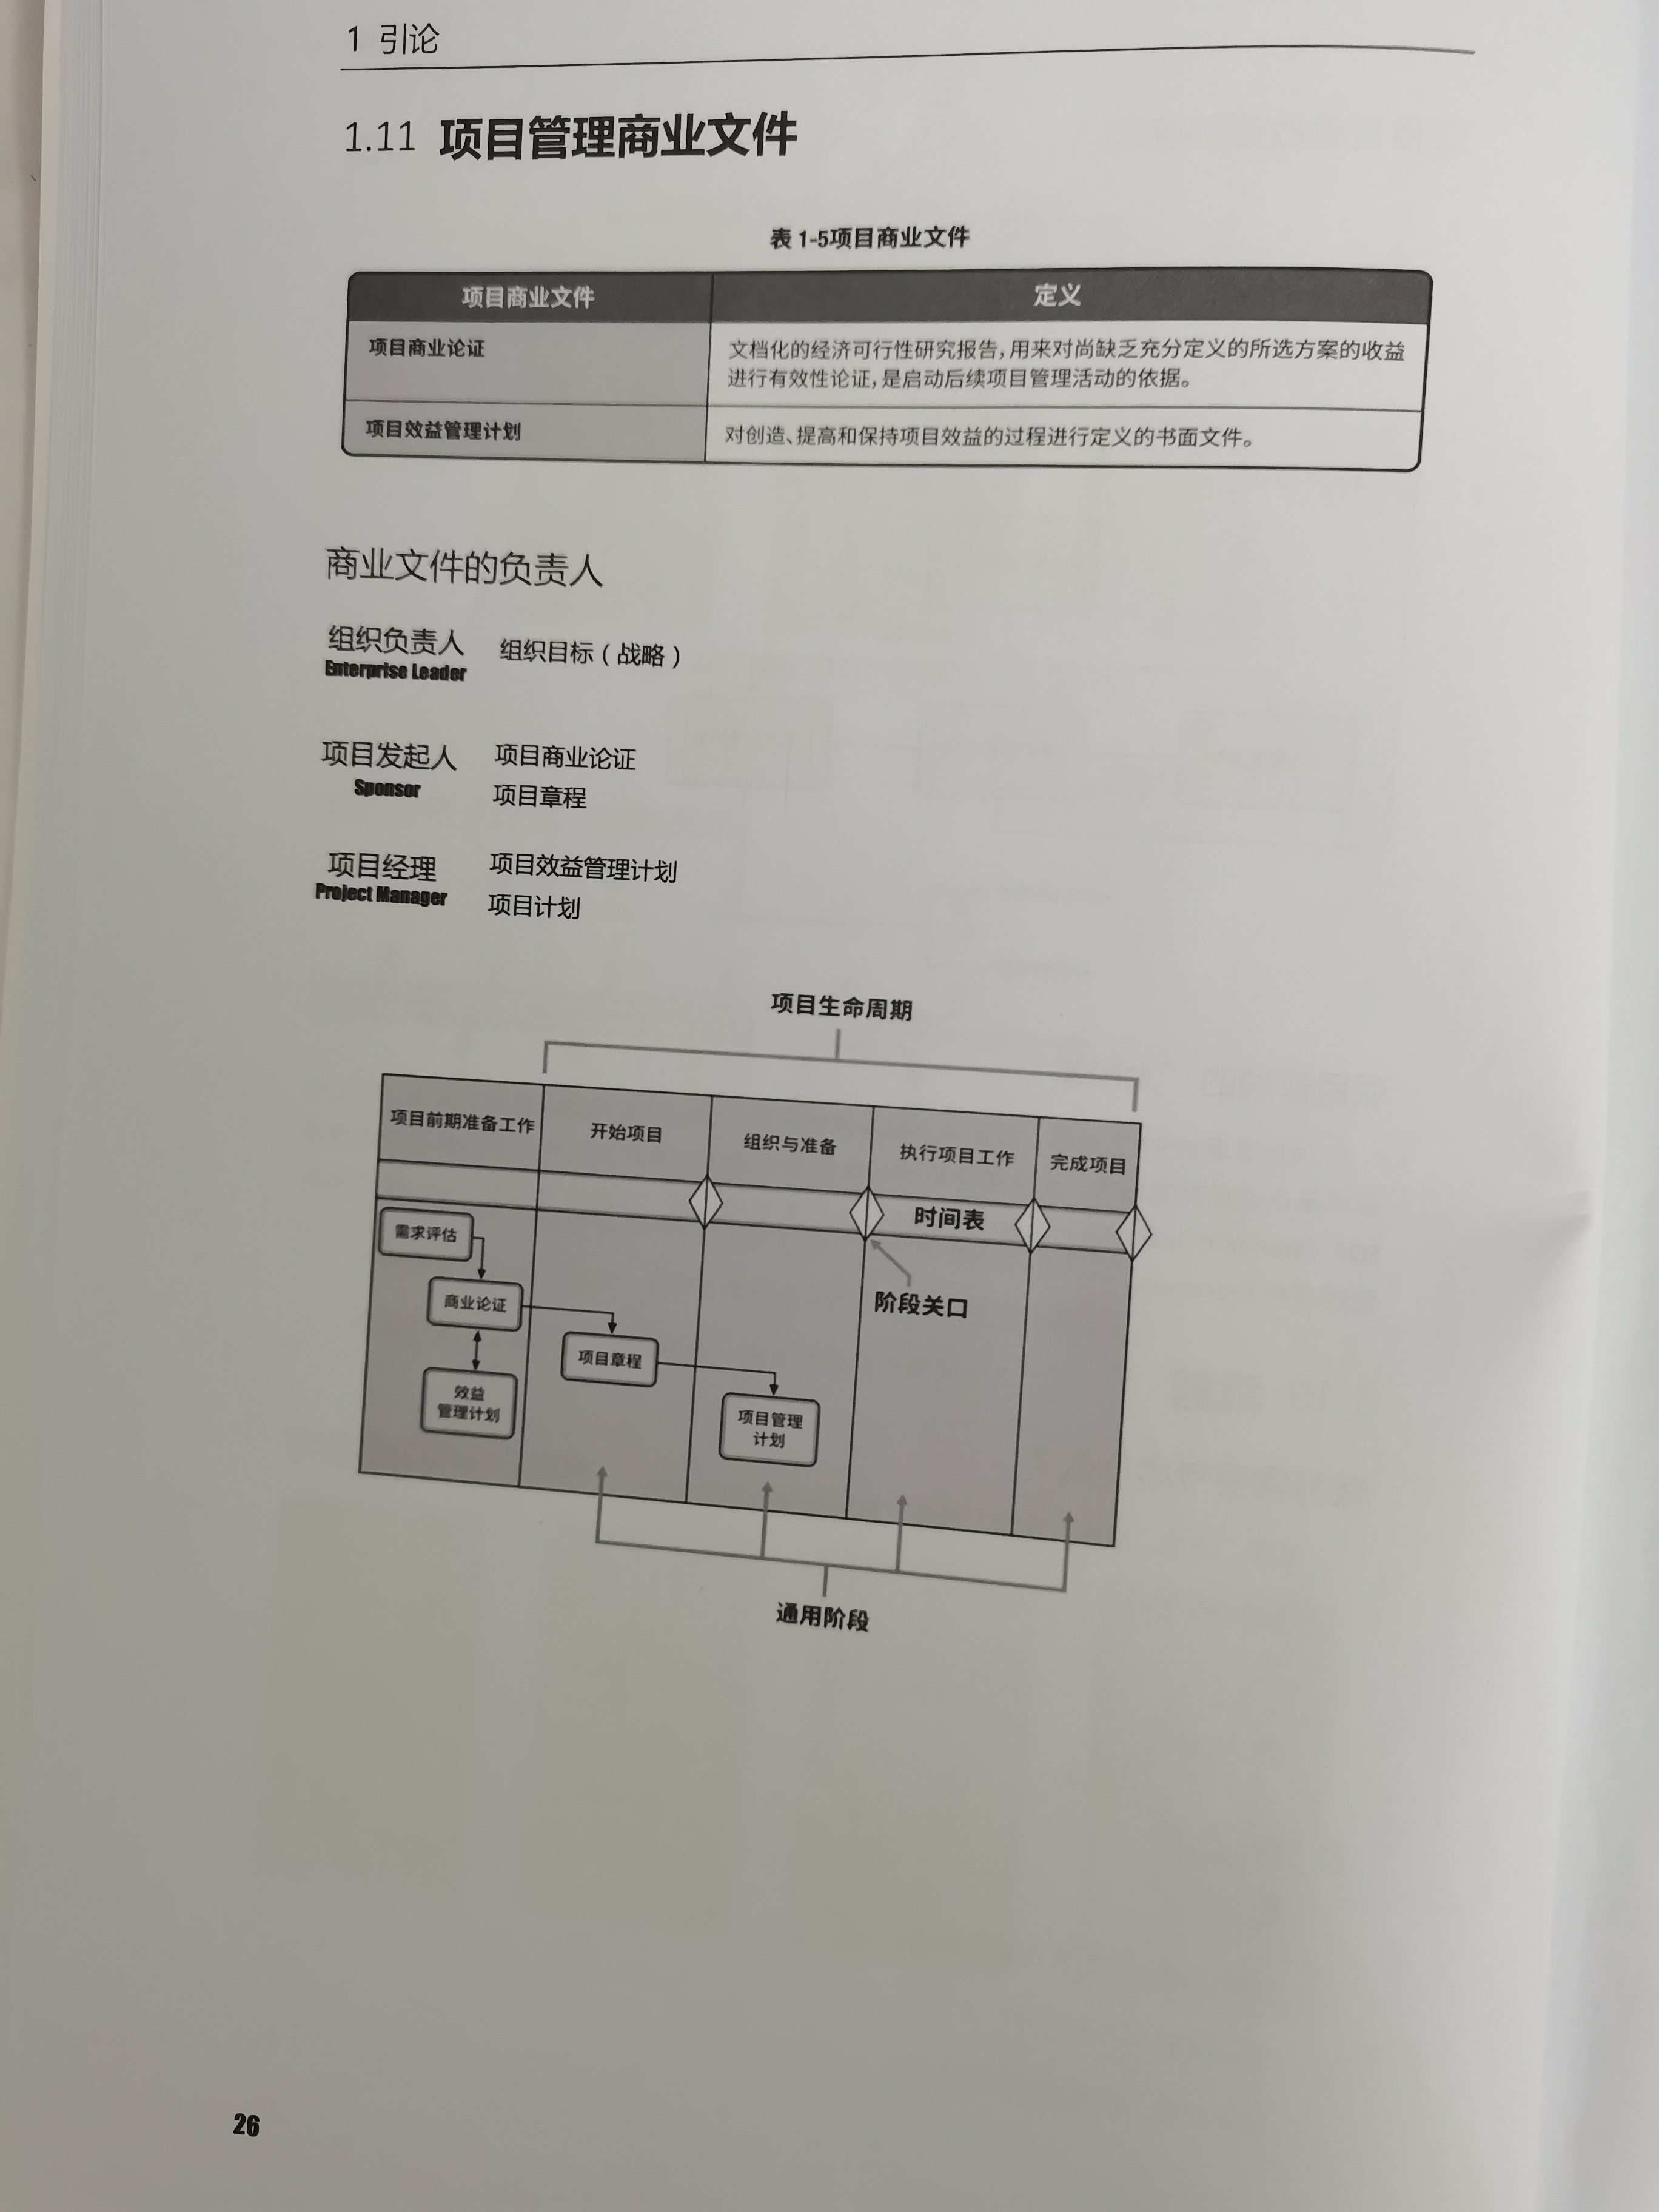 1 引论
1.11 项目管理商业文件
表 1-5项目商业文件
项目商业文件 定义
项目商业论证 文档化的经济可行性研究报告，用来对尚缺乏充分定义的所选方案的收益
进行有效性论证，是启动后续项目管理活动的依据。
项目效益管理计划 对创造、提高和保持项目效益的过程进行定义的书面文件。
商业文件的负责人
组织负责人 组织目标（战略）
Enterprise Leader
项目发起人 项目商业论证
Sponsor 项目章程
项目经理 项目效益管理计划
Project Manager 项目计划
项目生命周期
项目前期准备工作 开始项目 组织与准备 执行项目工作 完成项目
时间表
需求评估
商业论证
阶段关口
项目章程
效益
管理计划
项目管理
计划
通用阶段
26